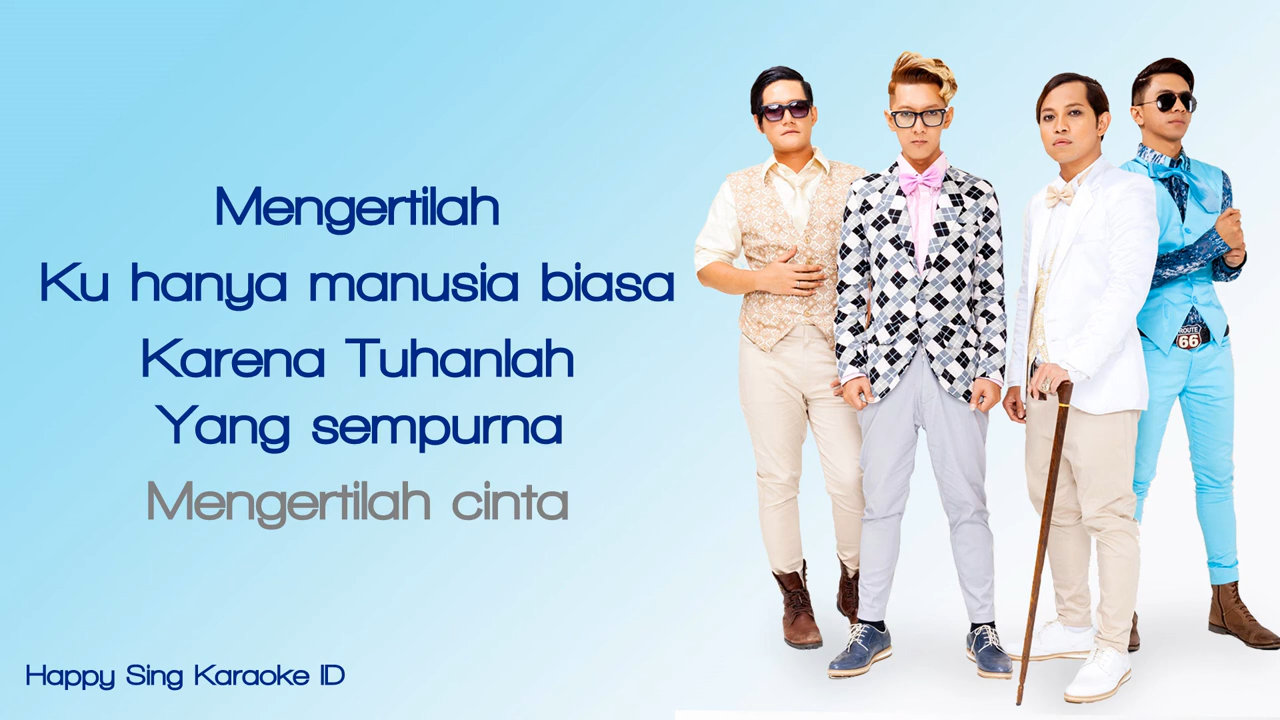 Mengertilah
Ku hanya manusia biasa
Karena Tuhanlah
Yang sempurna
Mengertilah cinta
Happy Sing Karaoke ID
ROUTE
66